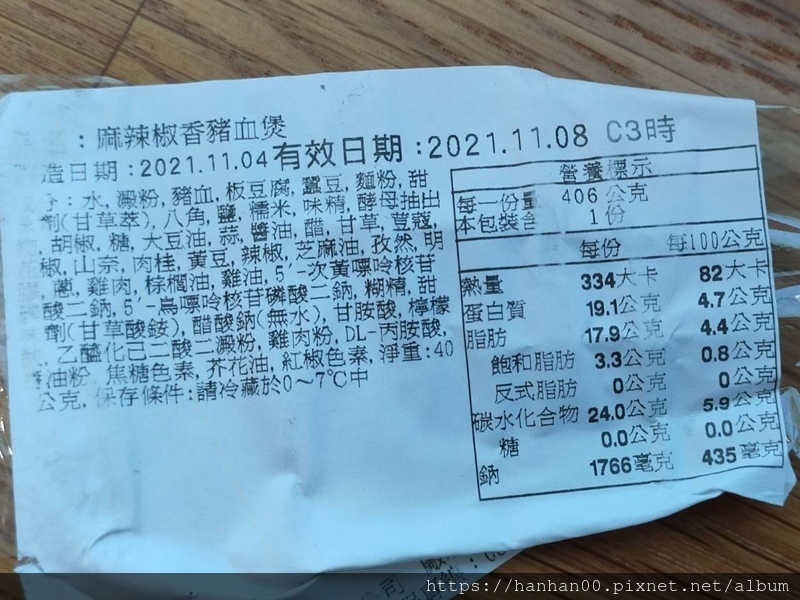 ：麻辣椒香豬血煲
造日期：2021.11.04 有效日期：2021.11.08 C3時
：水, 澱粉, 豬血, 板豆腐, 蠶豆, 麵粉, 甜
劑(甘草萃), 八角, 鹽, 糯米, 味精, 酵母抽出
胡椒, 糖, 大豆油, 蒜, 醬油, 醋, 甘草, 荳蔻,
椒, 山奈, 肉桂, 黃豆, 辣椒, 芝麻油, 孜然, 明
蔥, 雞肉, 棕櫚油, 雞油, 5'-次黃嘌呤核苷
酸二鈉, 5'-鳥嘌呤核苷磷酸二鈉, 糊精, 甜
劑(甘草酸銨), 醋酸鈉(無水), 甘胺酸, 檸檬
, 乙醯化己二酸二澱粉, 雞肉粉, DL-丙胺酸,
油粉 焦糖色素, 芥花油, 紅椒色素, 淨重:40
公克, 保存條件:請冷藏於0~7℃中
營養標示
每一份量 406 公克
本包裝含 1 份
每份 每100公克
熱量 334大卡 82大卡
蛋白質 19.1公克 4.7公克
脂肪 17.9公克 4.4公克
飽和脂肪 3.3公克 0.8公克
反式脂肪 0公克 0公克
碳水化合物 24.0公克 5.9公克
糖 0.0公克 0.0公克
鈉 1766毫克 435毫克
公司
https://hanhan00.pixnet.net/album